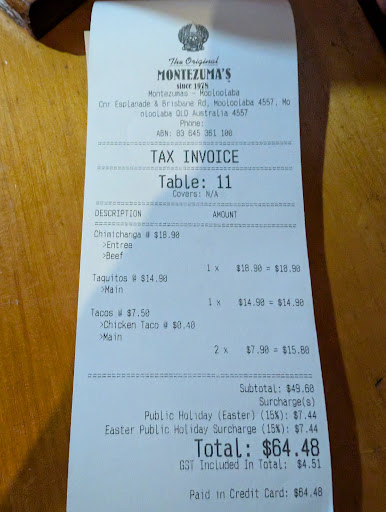 The Original
MONTEZUMA'S
since 1978
Montezumas - Mooloolaba
Cnr Esplanade & Brisbane Rd, Mooloolaba 4557, Mo
oloolaba QLD Australia 4557
Phone:
ABN: 89 645 361 100
TAX INVOICE
Table: 11
Covers: N/A
DESCRIPTION AMOUNT
Chimichanga @ $18.90
>Entree
>Beef
1 x $18.90 = $18.90
Taquitos @ $14.90
>Main
1 x $14.90 = $14.90
Tacos @ $7.50
>Chicken Taco @ $0.40
>Main
2 x $7.90 = $15.80
Subtotal: $49.60
Surcharge(s)
Public Holiday (Easter) (15%): $7.44
Easter Public Holiday Surcharge (15%): $7.44
Total: $64.48
GST Included In Total: $4.51
Paid in Credit Card: $64.48